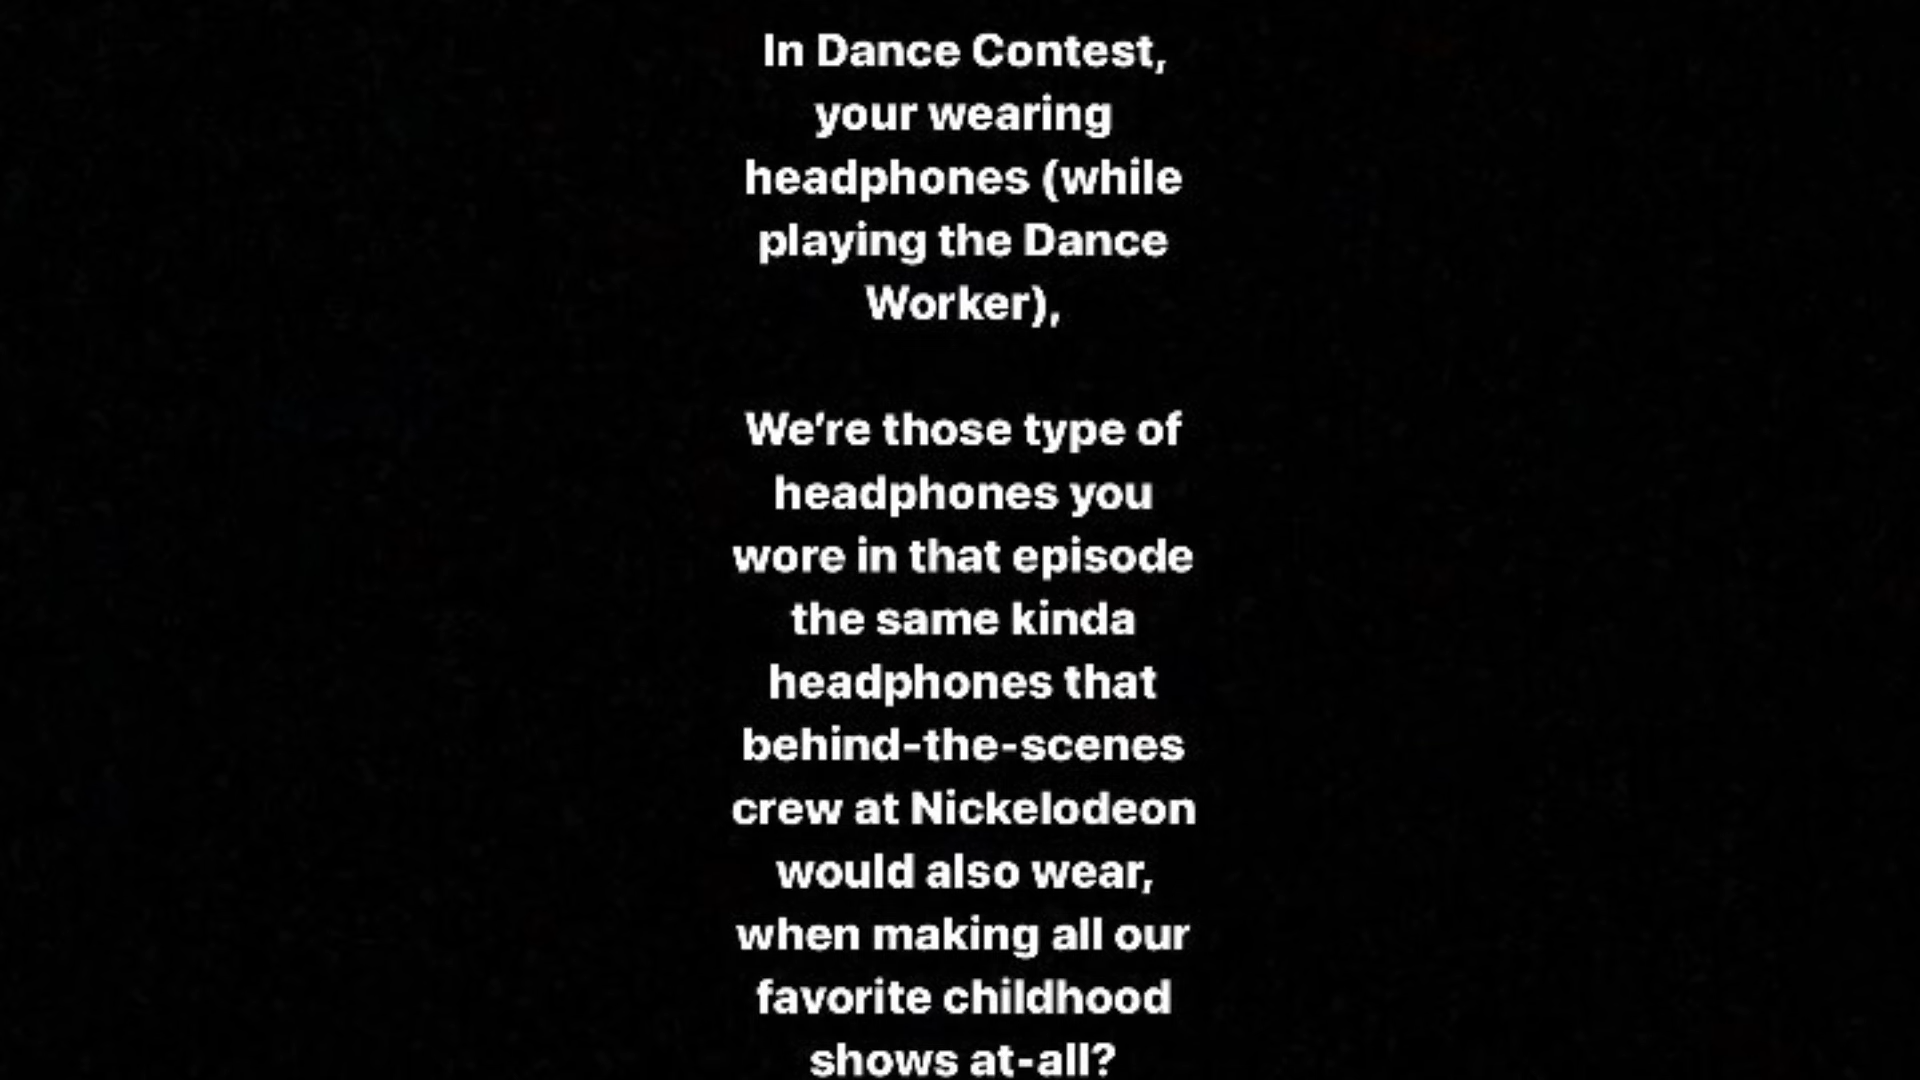 In Dance Contest,
your wearing
headphones (while
playing the Dance
Worker),
We're those type of
headphones you
wore in that episode
the same kinda
headphones that
behind-the-scenes
crew at Nickelodeon
would also wear,
when making all our
favorite childhood
shows at-all?